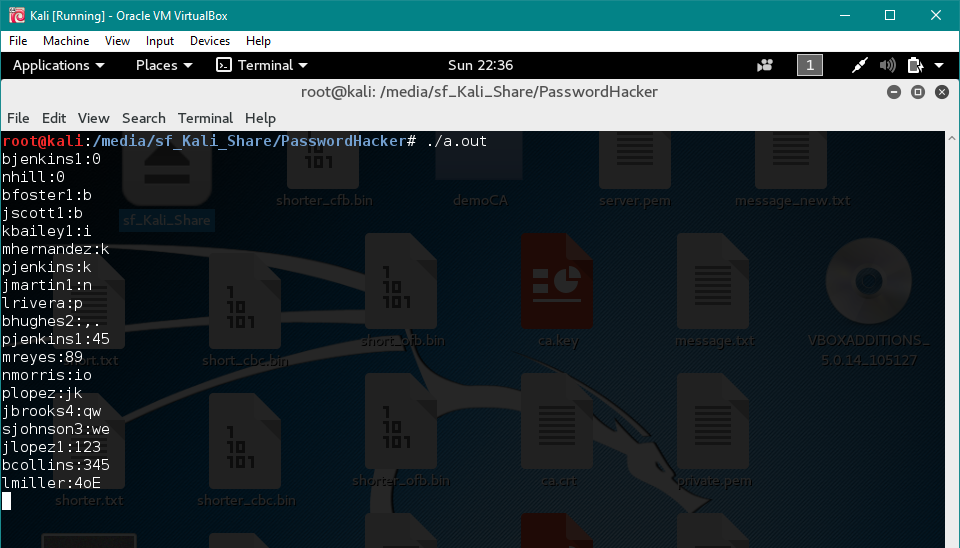 Kali [Running] - Oracle VM VirtualBox
File Machine View Input Devices Help
Applications Places Terminal Sun 22:36 1
root@kali: /media/sf_Kali_Share/PasswordHacker
File Edit View Search Terminal Help
root@kali:/media/sf_Kali_Share/PasswordHacker# ./a.out
bjenkins1:0
nhill:0
bfoster1:b
jscott1:b
kbailey1:i
mhernandez:k
pjenkins:k
jmartin1:n
lrivera:p
bhughes2:,.
pjenkins1:45
mreyes:89
nmorris:io
plopez:jk
jbrooks4:qw
sjohnson3:we
jlopez1:123
bcollins:345
lmiller:4oE
sf_Kali_Share
shorter_cfb.bin
demoCA
server.pem
message_new.txt
short.txt
short_cbc.bin
short_ofb.bin
ca.key
message.txt
VBOXADDITIONS_
5.0.14_105127
shorter.txt
shorter_cbc.bin
shorter_ofb.bin
ca.crt
private.pem